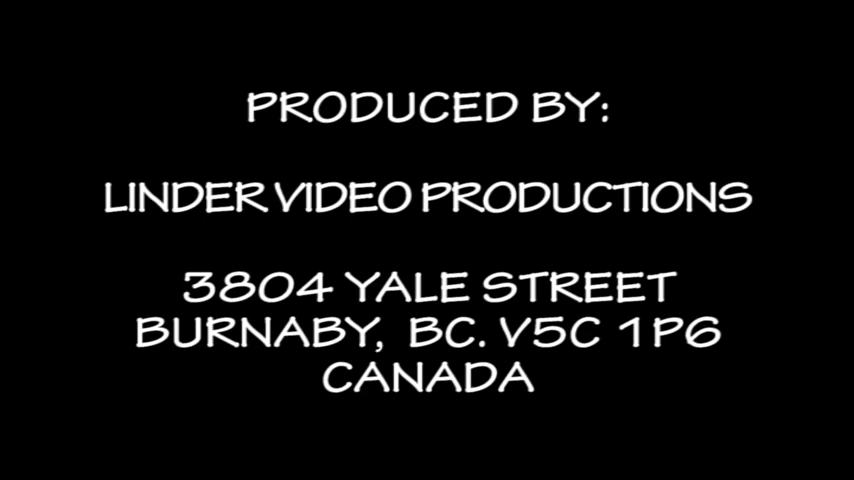 PRODUCED BY:
LINDER VIDEO PRODUCTIONS
3804 YALE STREET
BURNABY, BC. V5C 1P6
CANADA